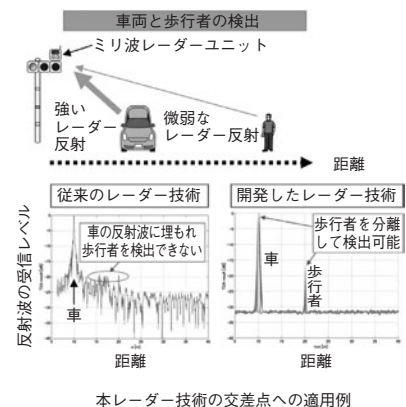 車両と歩行者の検出
ミリ波レーダーユニット
強い
レーダー
反射
微弱な
レーダー反射
距離
従来のレーダー技術
開発したレーダー技術
反射波の受信レベル
車の反射波に埋もれ
歩行者を検出できない
車
距離
歩行者を分離
して検出可能
車
歩行者
距離
本レーダー技術の交差点への適用例